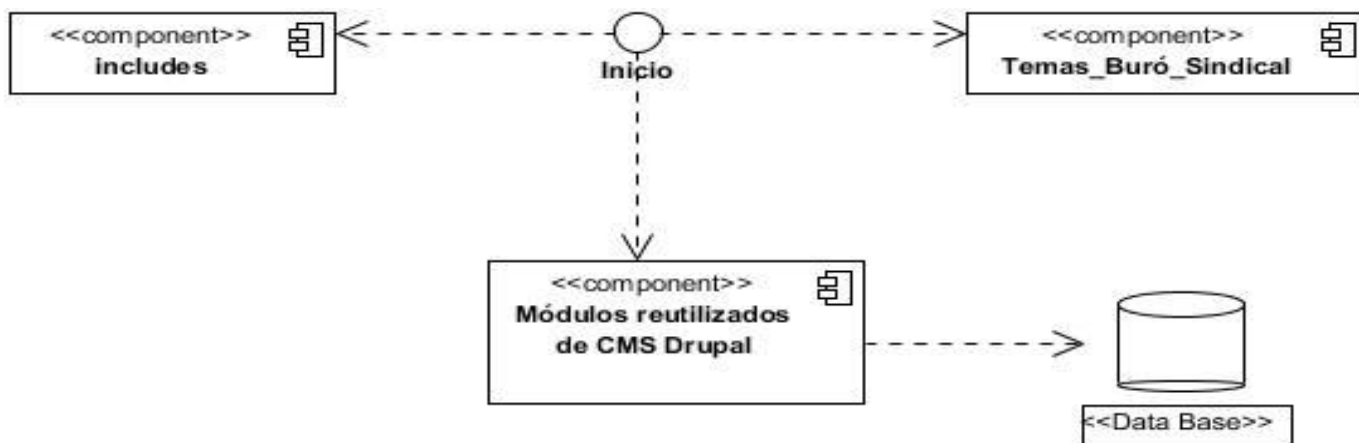 <<component>>
includes
Inicio
<<component>>
Temas_Buró_Sindical
<<component>>
Módulos reutilizados
de CMS Drupal
<<Data Base>>